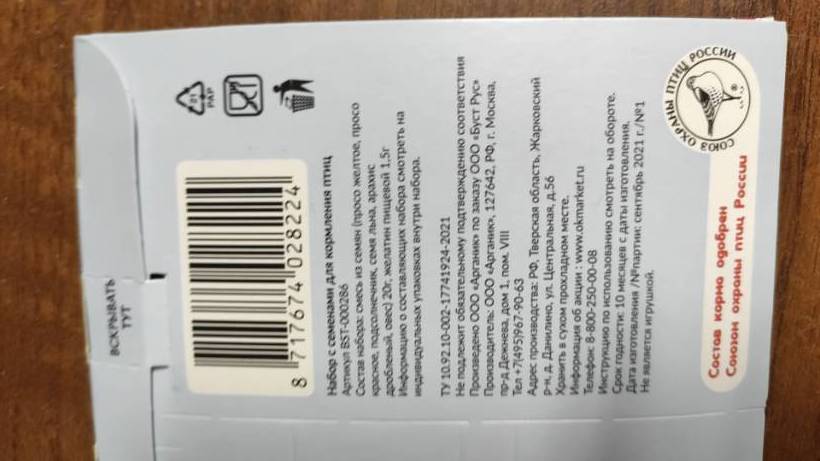 ВСКРЫВАТЬ
ТУТ
PAP
8 717674 028224
Набор с семенами для кормления птиц
Артикул BST-000286
Состав набора: смесь из семян (просо желтое, просо
красное, подсолнечник, семя льна, арахис
дробленый, овес) 20г, желатин пищевой 1,5г
Информацию о составляющих набора смотреть на
индивидуальных упаковках внутри набора.
ТУ 10.92.10-002-17741924-2021
Не подлежит обязательному подтверждению соответствия
Произведено ООО «Арганик» по заказу ООО «Буст Рус»
Производитель: ООО «Арганик», 127642, РФ, г. Москва,
пр-д Дежнева, дом 1, пом. VIII
Тел +7(495)967-90-63
Адрес производства: РФ, Тверская область, Жарковский
р-н, д. Данилино, ул. Центральная, д.56
Хранить в сухом прохладном месте.
Информация об акции : www.okmarket.ru
Телефон: 8-800-250-00-08
Инструкцию по использованию смотреть на обороте.
Срок годности: 10 месяцев с даты изготовления.
Дата изготовления /№партии: сентябрь 2021 г./№1
Не является игрушкой.
Состав корма одобрен
Союзом охраны птиц России
СОЮЗ ОХРАНЫ ПТИЦ РОССИИ